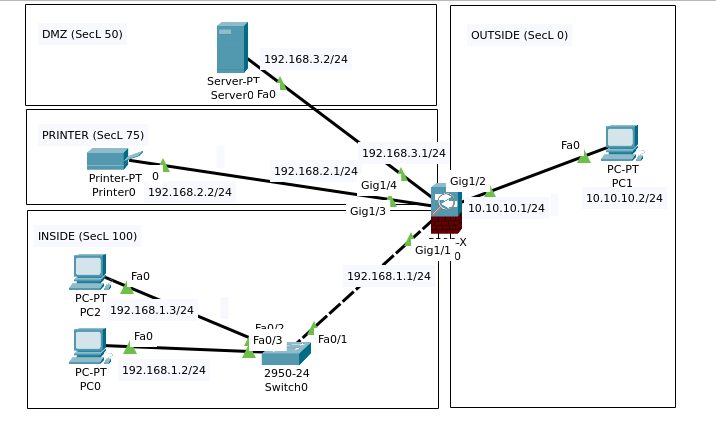 DMZ (SecL 50)
192.168.3.2/24
Server-PT
Server0
Fa0
OUTSIDE (SecL 0)
PRINTER (SecL 75)
Printer-PT
Printer0
0
192.168.2.2/24
192.168.2.1/24
192.168.3.1/24
Gig1/4
Gig1/3
Gig1/2
10.10.10.1/24
Fa0
PC-PT
PC1
10.10.10.2/24
-X
0
Gig1/1
INSIDE (SecL 100)
192.168.1.1/24
Fa0
PC-PT
PC2
192.168.1.3/24
Fa0/2
Fa0/3
Fa0/1
Fa0
PC-PT
PC0
192.168.1.2/24
2950-24
Switch0